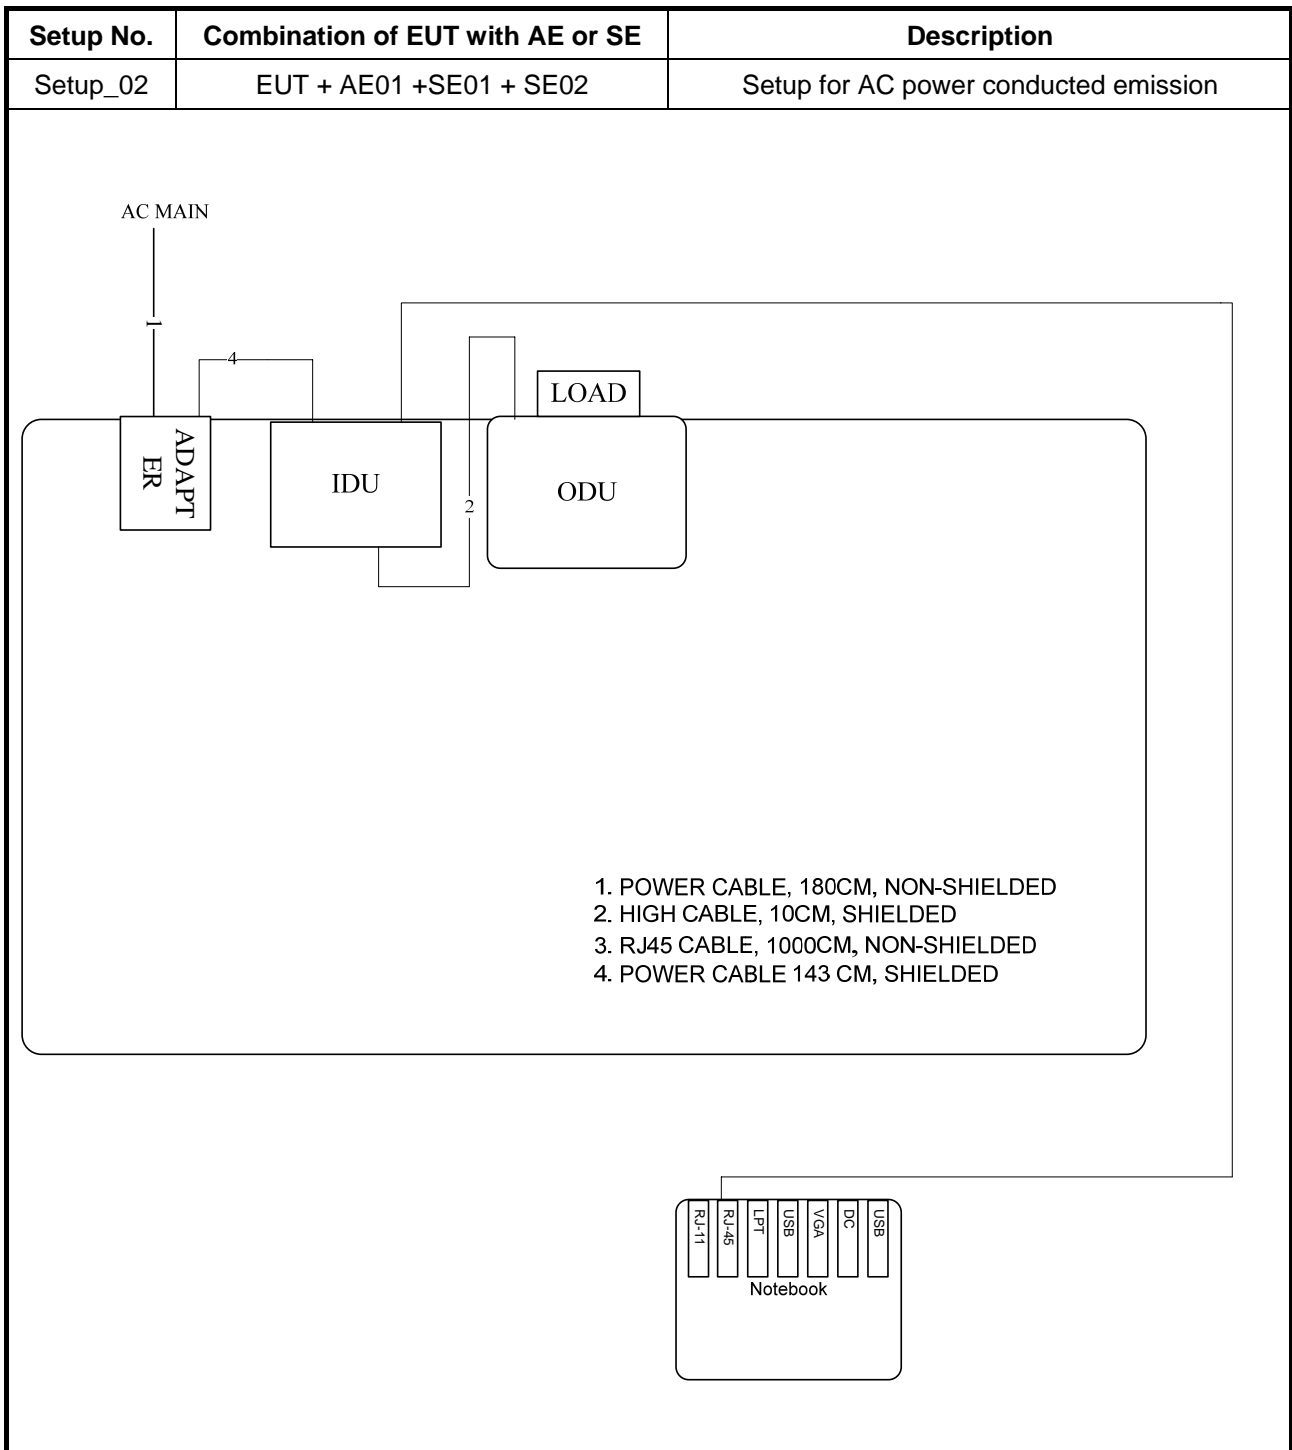 Setup No. Combination of EUT with AE or SE Description
Setup_02 EUT + AE01 +SE01 + SE02 Setup for AC power conducted emission
AC MAIN
1
4
LOAD
ADAPT
ER
IDU
2
ODU
1. POWER CABLE, 180CM, NON-SHIELDED
2. HIGH CABLE, 10CM, SHIELDED
3. RJ45 CABLE, 1000CM, NON-SHIELDED
4. POWER CABLE 143 CM, SHIELDED
RJ-11
RJ-45
LPT
USB
VGA
DC
USB
Notebook